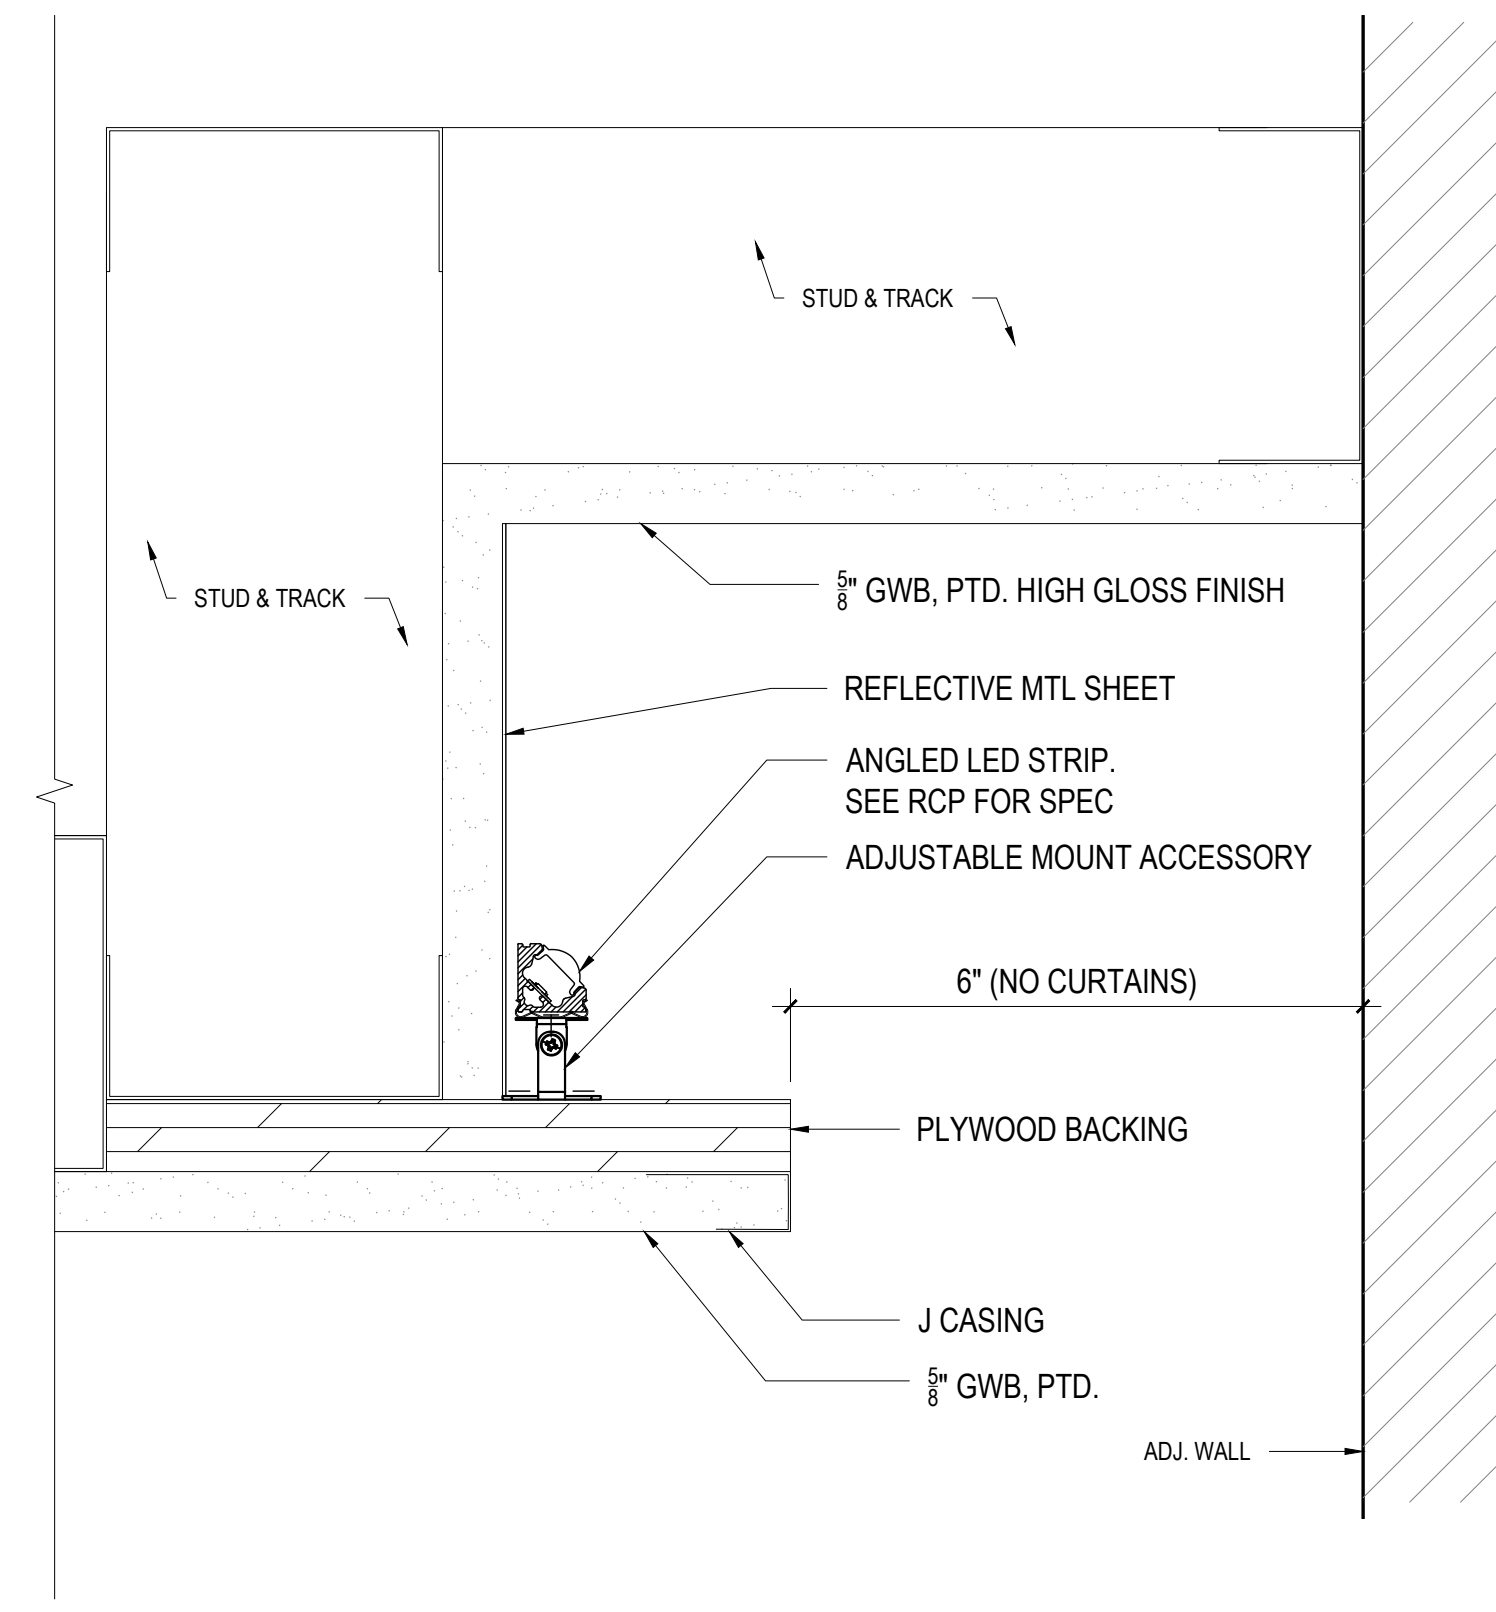 STUD & TRACK
5/8" GWB, PTD. HIGH GLOSS FINISH
STUD & TRACK
REFLECTIVE MTL SHEET
ANGLED LED STRIP.
SEE RCP FOR SPEC
ADJUSTABLE MOUNT ACCESSORY
6" (NO CURTAINS)
PLYWOOD BACKING
J CASING
5/8" GWB, PTD.
ADJ. WALL